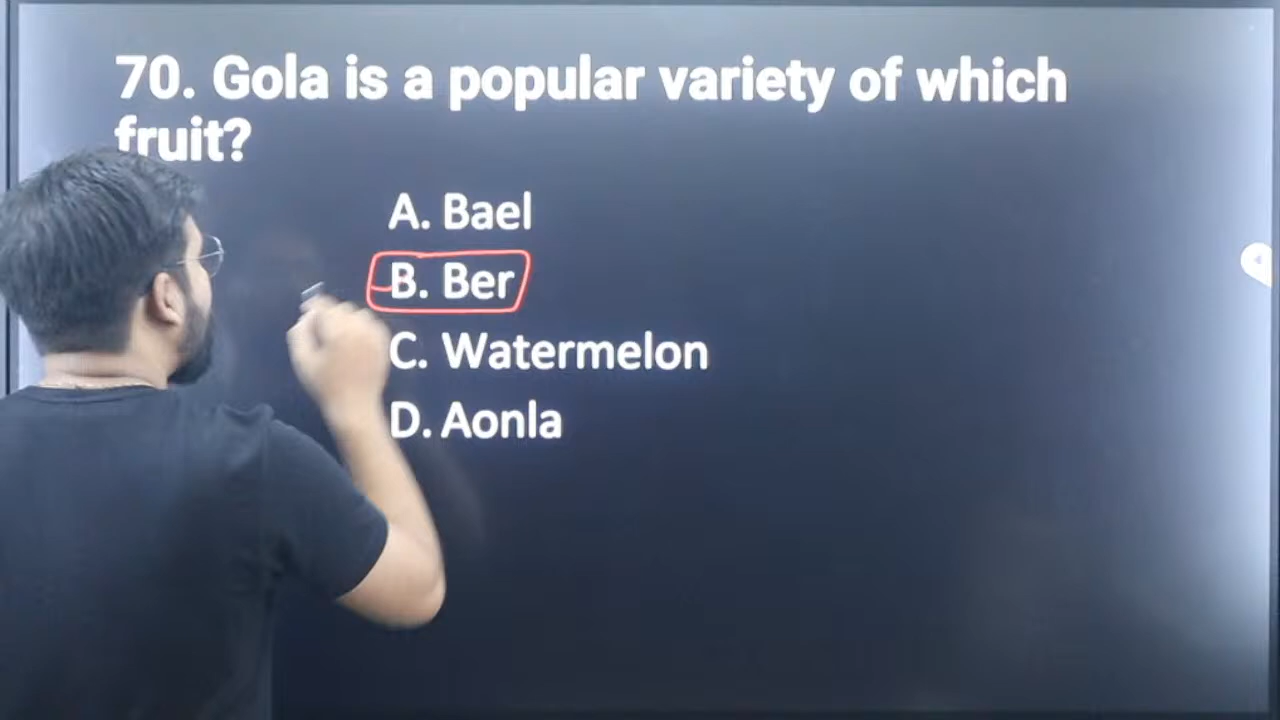 70. Gola is a popular variety of which
fruit?
A. Bael
B. Ber
C. Watermelon
D. Aonla